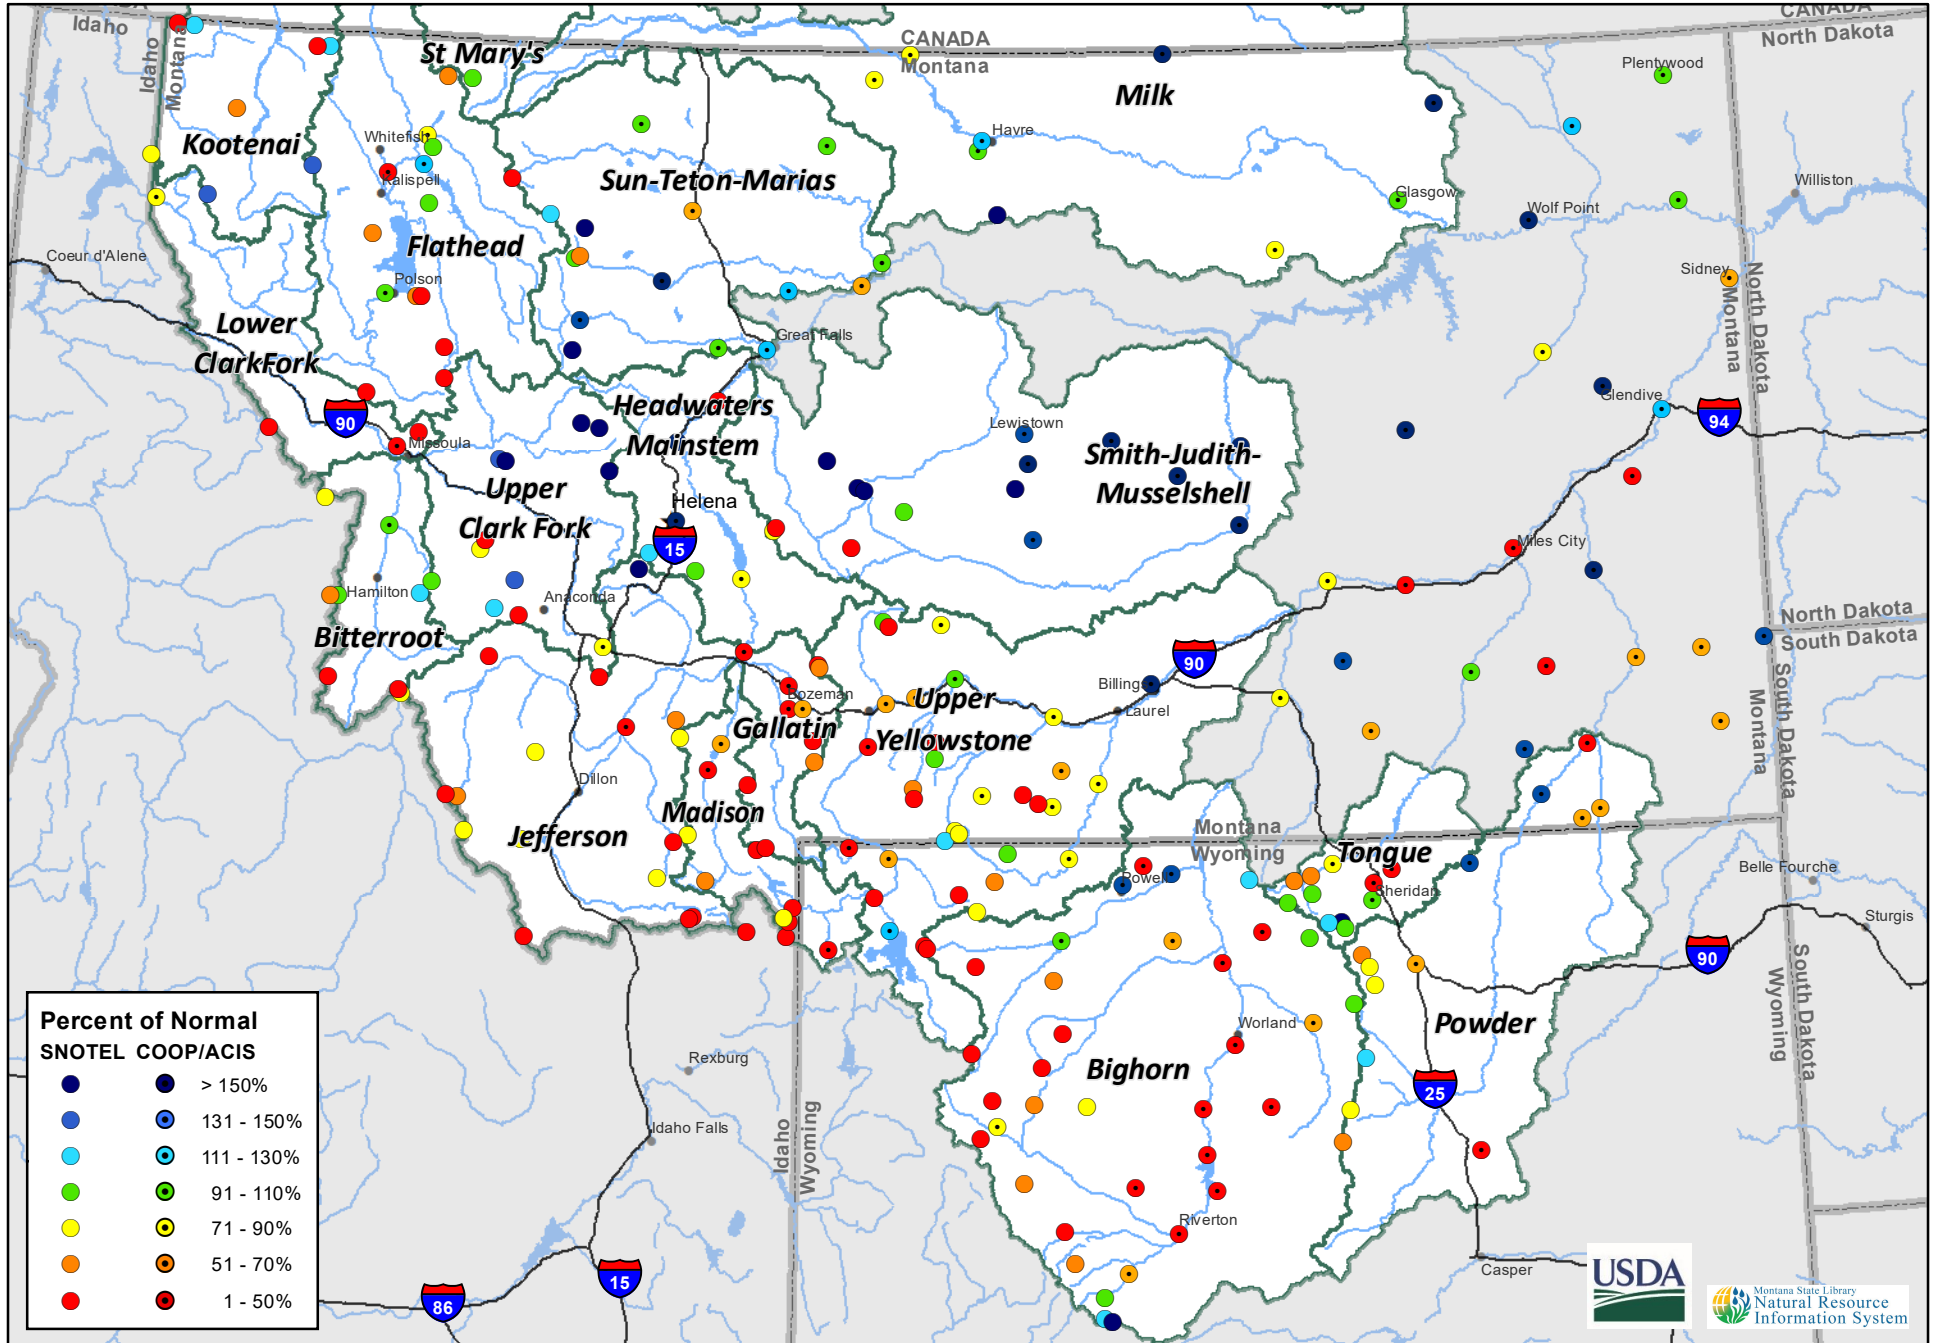 CANADA
Idaho
Idaho
Montana
St Mary's
CANADA
Montana
CANADA
North Dakota
Plentywood
Milk
Kootenai
Whitefish
Kalispell
Havre
Sun-Teton-Marias
Glasgow
Wolf Point
Williston
Coeur d'Alene
Flathead
Polson
Sidney
Montana
North Dakota
Lower
ClarkFork
Great Falls
90
Missoula
Headwaters
Mainstem
Lewistown
Smith-Judith-
Musselshell
Glendive
94
Upper
Clark Fork
Helena
15
Miles City
Hamilton
Anaconda
Bitterroot
North Dakota
South Dakota
90
Billings
Laurel
Bozeman
Gallatin
Upper
Yellowstone
Montana
South Dakota
Dillon
Madison
Jefferson
Montana
Wyoming
Tongue
Powell
Sheridan
Belle Fourche
Sturgis
90
South Dakota
Wyoming
Percent of Normal
SNOTEL COOP/ACIS
> 150%
131 - 150%
111 - 130%
91 - 110%
71 - 90%
51 - 70%
1 - 50%
Rexburg
Idaho Falls
Idaho
Wyoming
Worland
Powder
Bighorn
25
Riverton
Casper
15
86
USDA
Montana State Library
Natural Resource
Information System